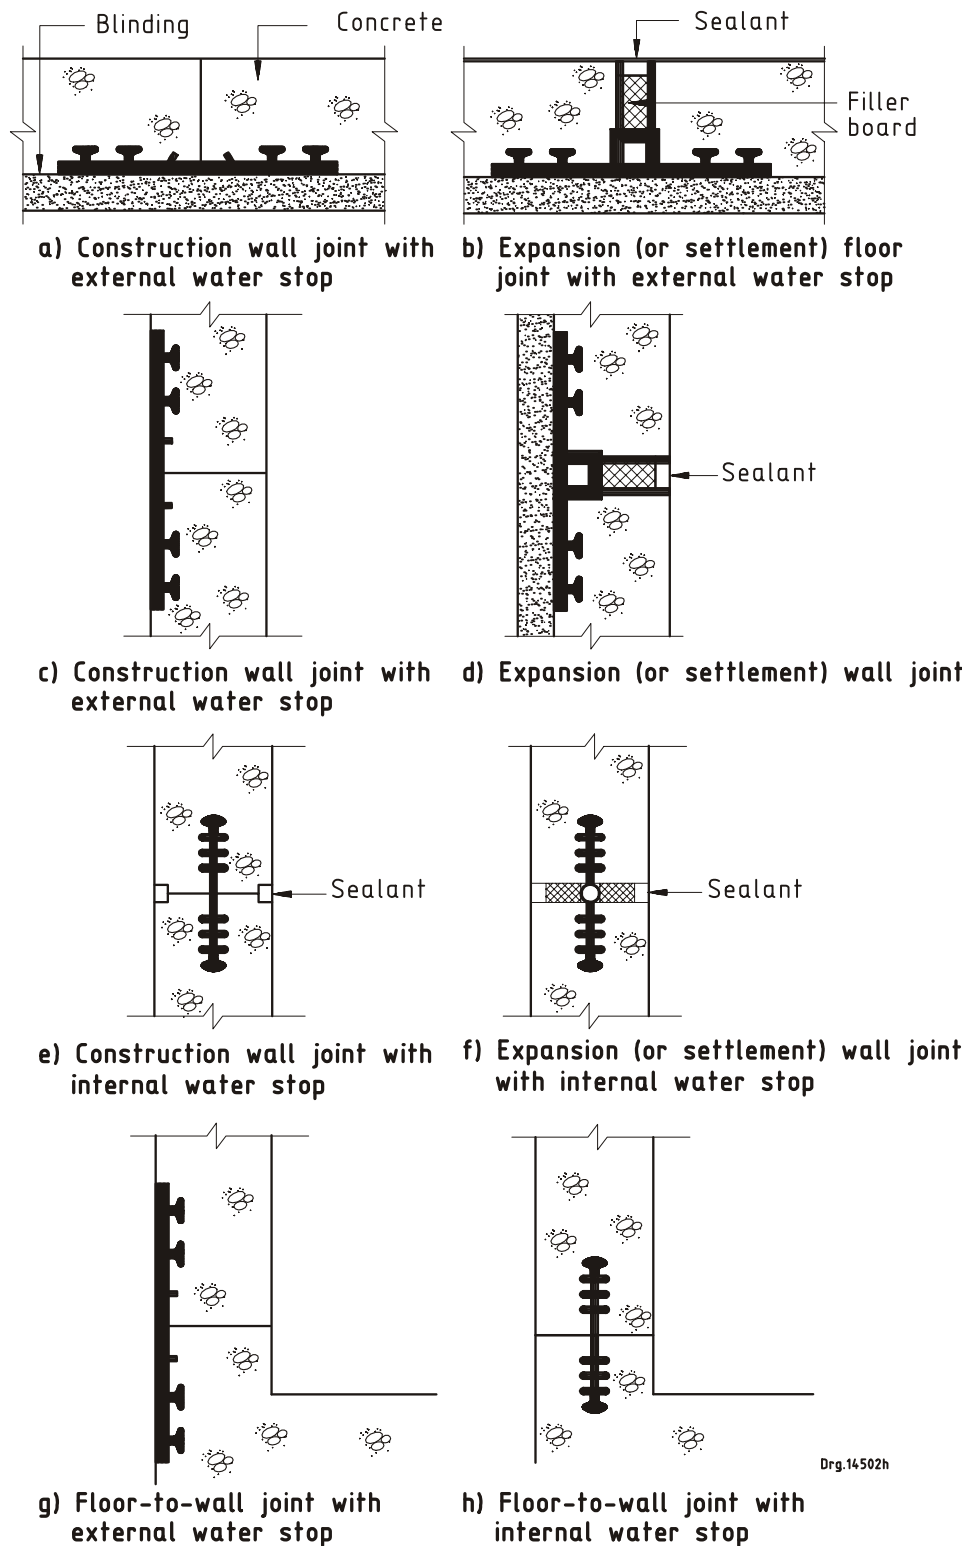 Blinding
Concrete
Sealant
Filler
board
a) Construction wall joint with
external water stop
b) Expansion (or settlement) floor
joint with external water stop
Sealant
c) Construction wall joint with
external water stop
d) Expansion (or settlement) wall joint
Sealant
Sealant
e) Construction wall joint with
internal water stop
f) Expansion (or settlement) wall joint
with internal water stop
Drg.14502h
g) Floor-to-wall joint with
external water stop
h) Floor-to-wall joint with
internal water stop